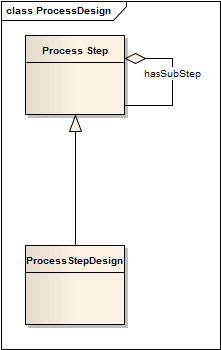 class ProcessDesign
Process Step
hasSubStep
ProcessStepDesign